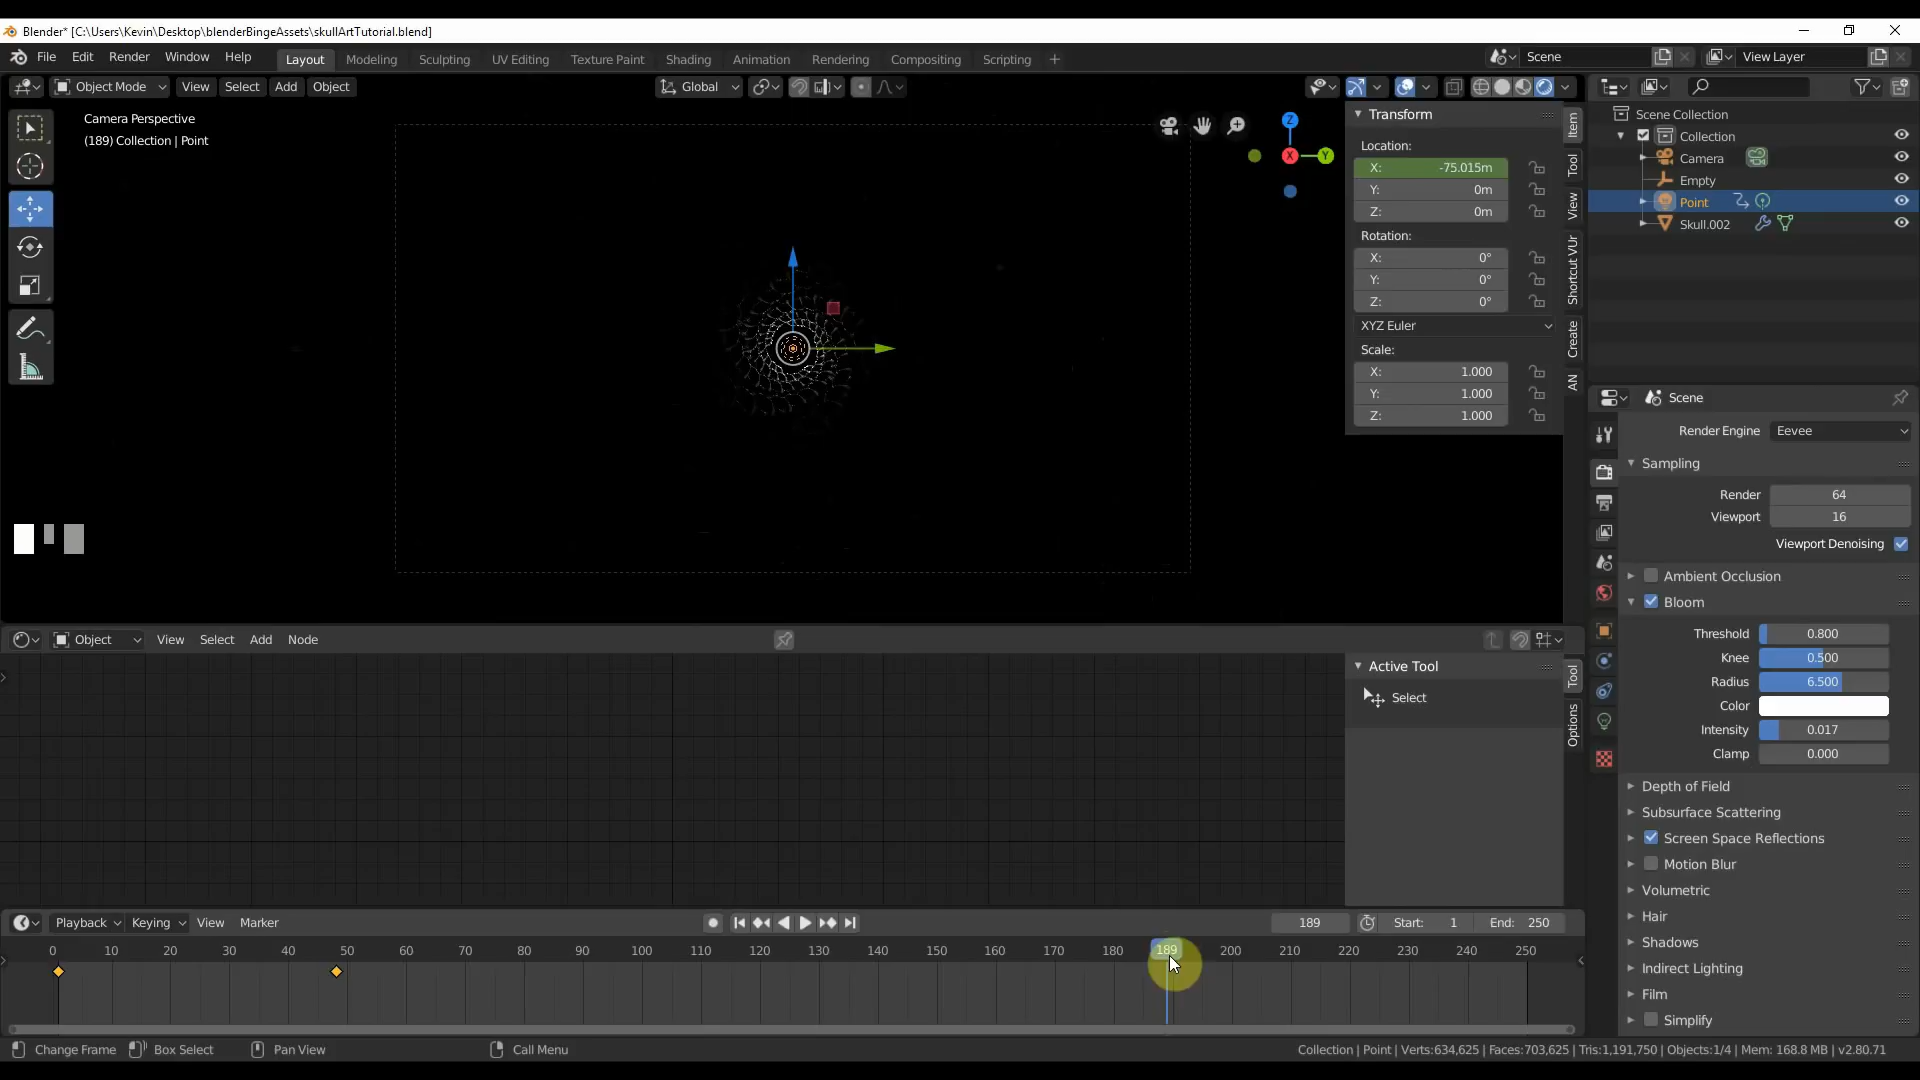 Blender* [C:\Users\Kevin\Desktop\blenderBingeAssets\skullArtTutorial.blend]
File Edit Render Window Help Layout Modeling Sculpting UV Editing Texture Paint Shading Animation Rendering Compositing Scripting + Scene View Layer
Object Mode View Select Add Object Global
Camera Perspective
(189) Collection | Point
Z
X
Y
Transform
Location:
X: -75.015m
Y: 0m
Z: 0m
Rotation:
X: 0°
Y: 0°
Z: 0°
XYZ Euler
Scale:
X: 1.000
Y: 1.000
Z: 1.000
Item
Tool
View
Shortcut VUr
Create
AN
Scene Collection
Collection
Camera
Empty
Point
Skull.002
Scene
Render Engine Eevee
Sampling
Render 64
Viewport 16
Viewport Denoising
Ambient Occlusion
Bloom
Threshold 0.800
Knee 0.500
Radius 6.500
Color
Intensity 0.017
Clamp 0.000
Depth of Field
Subsurface Scattering
Screen Space Reflections
Motion Blur
Volumetric
Hair
Shadows
Indirect Lighting
Film
Simplify
Object View Select Add Node
Active Tool
Select
Tool
Options
Playback Keying View Marker 189 Start: 1 End: 250
0 10 20 30 40 50 60 70 80 90 100 110 120 130 140 150 160 170 180 189 200 210 220 230 240 250
Change Frame Box Select Pan View Call Menu Collection | Point | Verts:634,625 | Faces:703,625 | Tris:1,191,750 | Objects:1/4 | Mem: 168.8 MB | v2.80.71